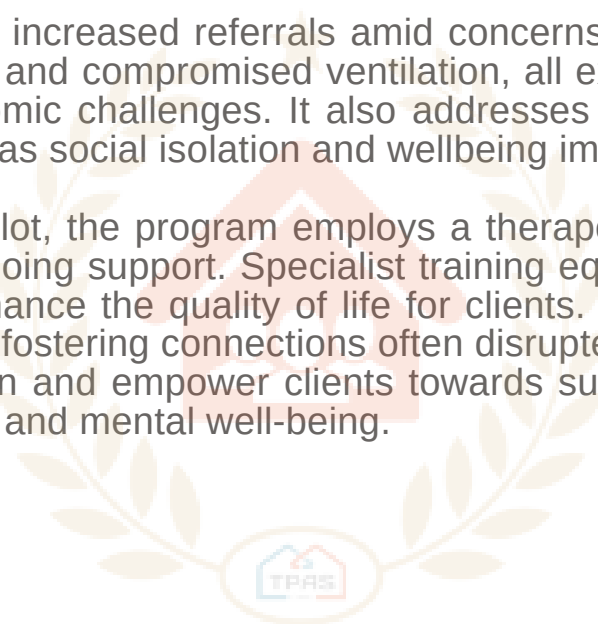 increased referrals amid concerns
and compromised ventilation, all e
mic challenges. It also addresses
as social isolation and wellbeing im
lot, the program employs a therape
oing support. Specialist training eq
ance the quality of life for clients.
fostering connections often disrupte
n and empower clients towards su
and mental well-being.
TPAS